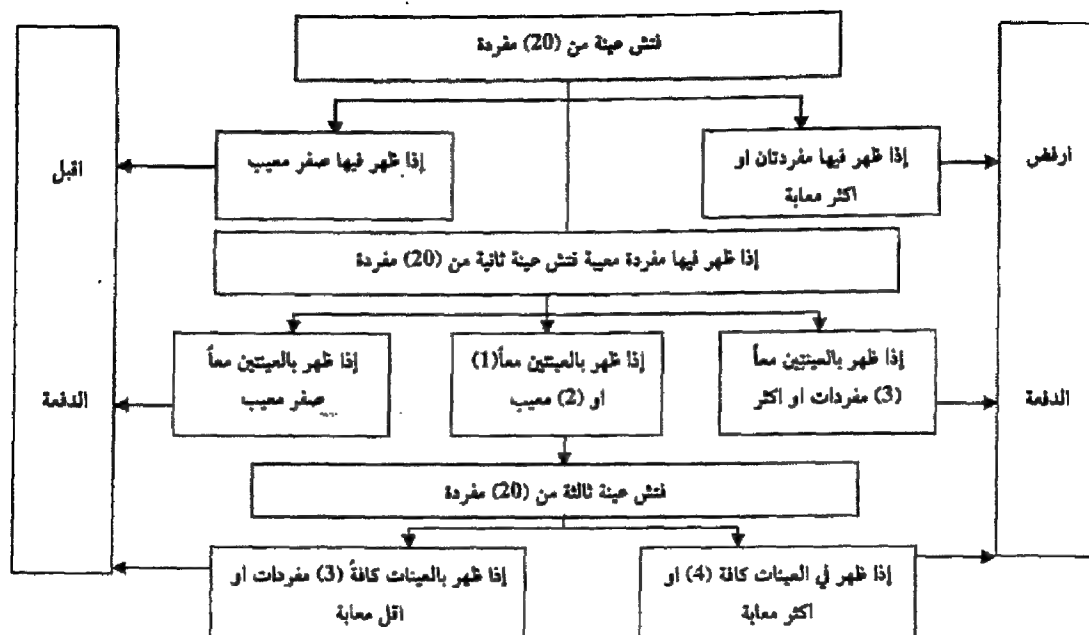 فتش عينة من (20) مفردة
إذا ظهر فيها مفردتان او
اكثر معابة
إذا ظهر فيها صفر معيب
ارفض
اقبل
إذا ظهر فيها مفردة معيبة فتش عينة ثانية من (20) مفردة
إذا ظهر بالعينتين معاً
(3) مفردات او اكثر
إذا ظهر بالعينتين معاً(1)
او (2) معيب
إذا ظهر بالعينتين معاً
صفر معيب
الدفعة
الدفعة
فتش عينة ثالثة من (20) مفردة
إذا ظهر في العينات كافة (4) او
اكثر معابة
إذا ظهر بالعينات كافةً (3) مفردات او
اقل معابة